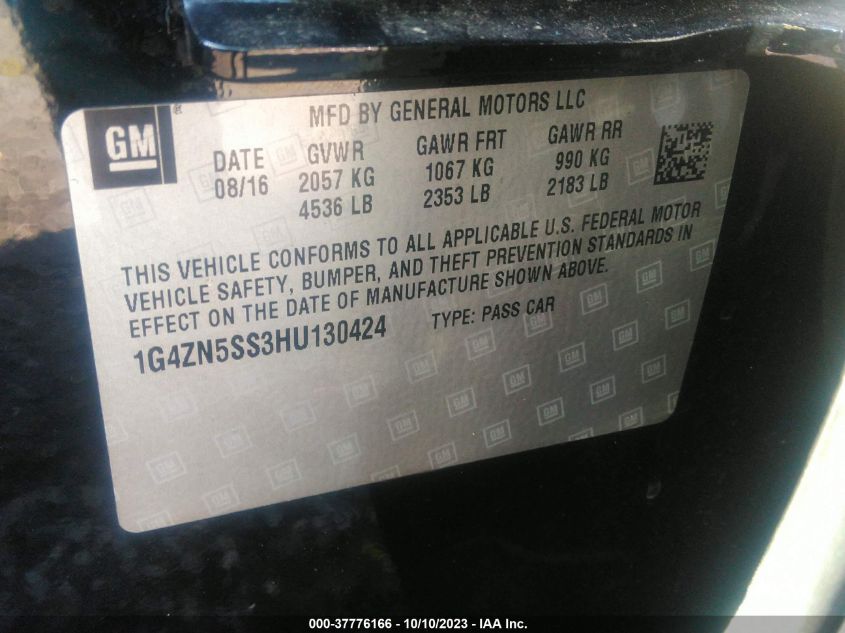 GM
MFD BY GENERAL MOTORS LLC
DATE GVWR GAWR FRT GAWR RR
08/16 2057 KG 1067 KG 990 KG
4536 LB 2353 LB 2183 LB
THIS VEHICLE CONFORMS TO ALL APPLICABLE U.S. FEDERAL MOTOR
VEHICLE SAFETY, BUMPER, AND THEFT PREVENTION STANDARDS IN
EFFECT ON THE DATE OF MANUFACTURE SHOWN ABOVE.
1G4ZN5SS3HU130424 TYPE: PASS CAR
000-37776166 - 10/10/2023 - IAA Inc.